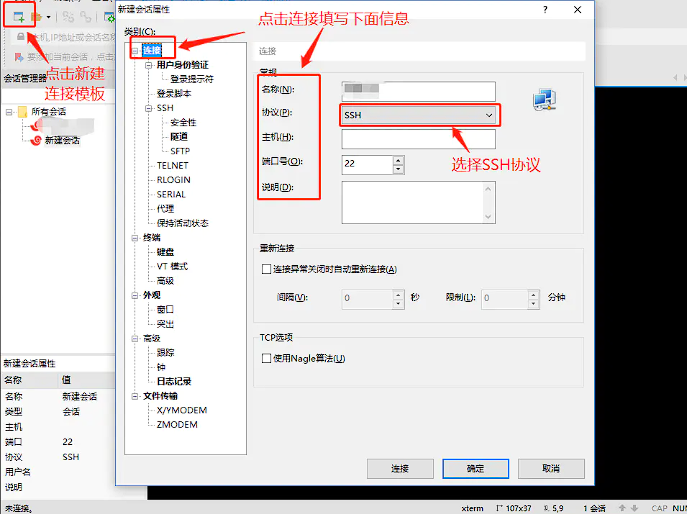 新建会话属性
?
类别(C):
点击连接填写下面信息
主机,IP地址或会话名称
要添加当前会话，点击
点击新建
连接模板
会话管理器
所有会话
新建会话
连接
用户身份验证
登录提示符
登录脚本
SSH
安全性
隧道
SFTP
TELNET
RLOGIN
SERIAL
代理
保持活动状态
终端
键盘
VT 模式
高级
外观
窗口
突出
高级
跟踪
钟
日志记录
文件传输
X/YMODEM
ZMODEM
连接
常规
名称(N):
协议(P):
SSH
主机(H):
选择SSH协议
端口号(O):
22
说明(D):
重新连接
连接异常关闭时自动重新连接(A)
间隔(V):
0
秒
限制(L):
0
分钟
TCP选项
使用Nagle算法(U)
连接
确定
取消
新建会话属性
名称 值
名称 新建会话
类型 会话
主机
端口 22
协议 SSH
用户名
说明
未连接。
xterm
107x37
5,9
1 会话
CAP
NUM